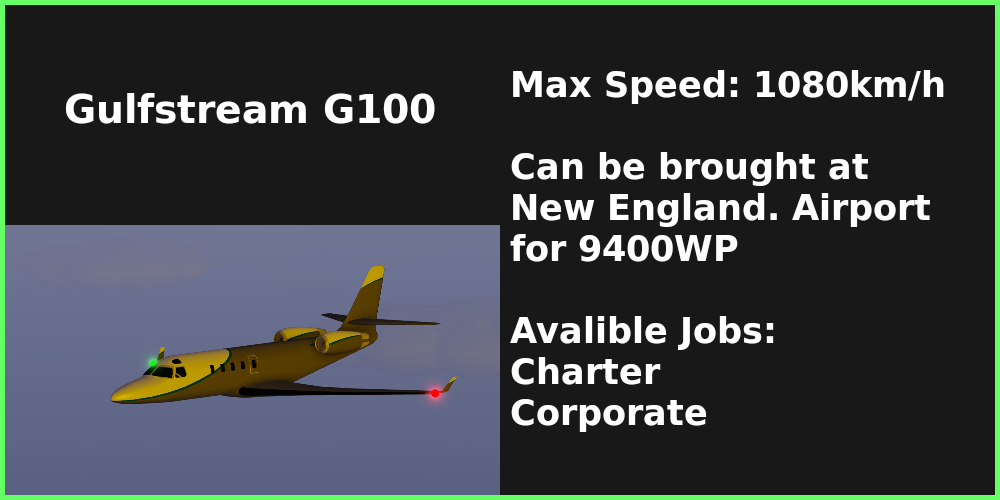 Gulfstream G100
Max Speed: 1080km/h
Can be brought at
New England. Airport
for 9400WP
Avalible Jobs:
Charter
Corporate